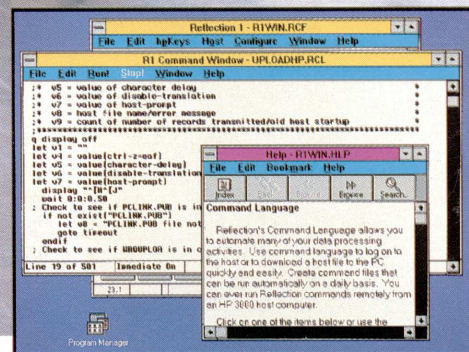 Reflection 1 - R1WIN.RCF
File Edit hpKeys Host Configure Window Help
R1 Command Window - UPLOADHP.RCL
File Edit Run! Stop! Window Help
;* v5 = value of character delay *
;* v6 = value of disable-translation *
;* v7 = value of host-prompt *
;* v8 = host file name/error message *
;* v9 = count of number of records transmitted/old host startup *
q display off
let v1 = ""
let v4 = value(ctrl-z-eof)
let v5 = value(character-delay)
let v6 = value(disable-translation
let v7 = value(host-prompt)
display "^[H^[J"
wait 0:0:0.50
; Check to see if PCLINK.PUB is in
if not exist("PCLINK.PUB")
let v8 = "PCLINK.PUB file not
goto timeout
endif
; Check to see if WRQUPLOA is in
Line 19 of 501 Immediate On
23,1
Program Manager
Help - R1WIN.HLP
File Edit Bookmark Help
Index Browse Search...
Command Language
Reflection's Command Language allows you
to automate many of your data processing
activities. Use command language to log on to
the host or to download a host file to the PC
quickly and easily. Create command files that
can be run automatically on a daily basis. You
can even run Reflection commands remotely from
an HP 3000 host computer.
Click on one of the items below or use the